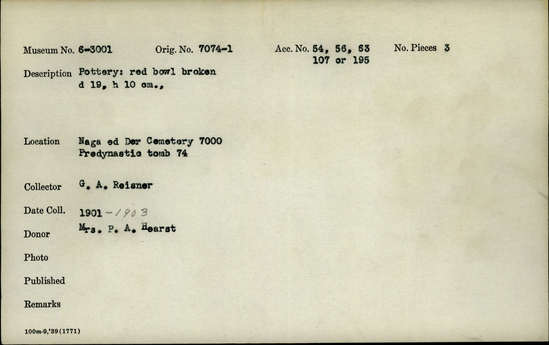 Museum No. 6-3001 Orig. No. 7074-1 Acc. No. 54, 56, 63 No. Pieces 3
107 or 195
Description Pottery: red bowl broken
d 19, h 10 cm.,
Location Naga ed Der Cemetery 7000
Predynastic tomb 74
Collector G. A. Reisner
Date Coll. 1901-1903
Donor Mrs. P. A. Hearst
Photo
Published
Remarks
100m-9,'39(1771)